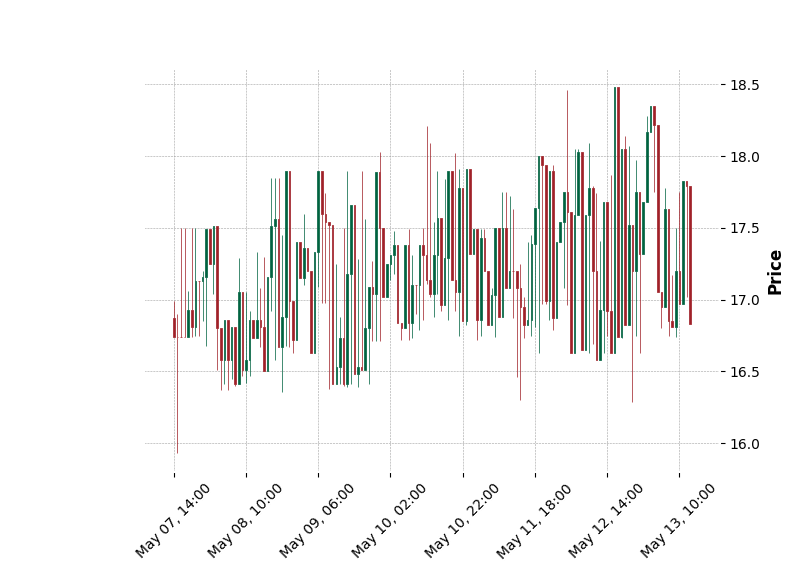 18.5
18.0
17.5
17.0
16.5
16.0
Price
May 07, 14:00
May 08, 10:00
May 09, 06:00
May 10, 02:00
May 10, 22:00
May 11, 18:00
May 12, 14:00
May 13, 10:00